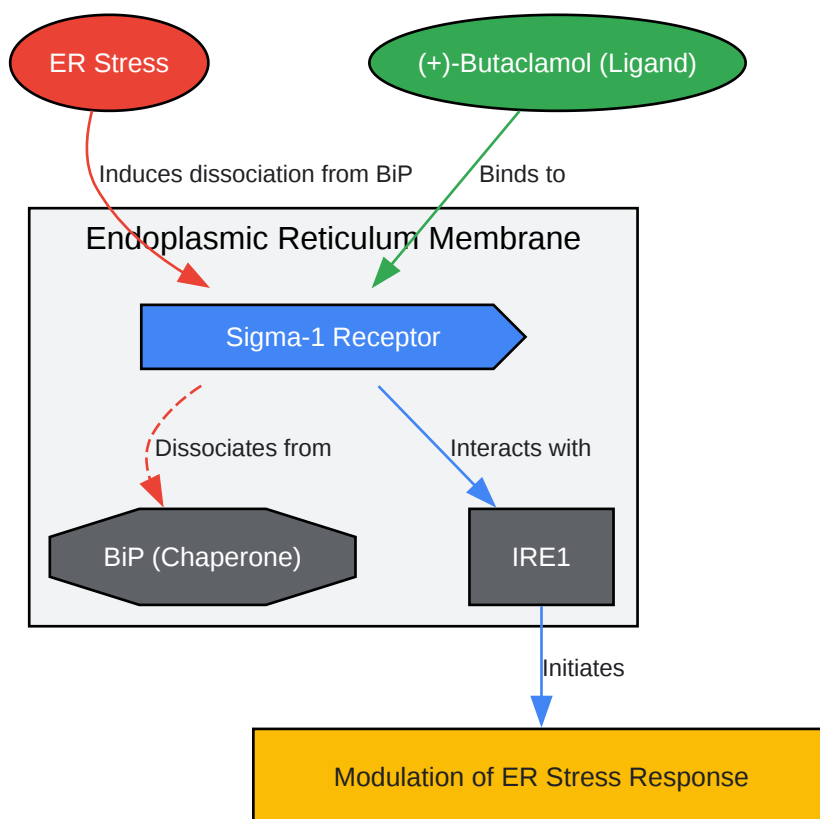 ER Stress
(+)-Butaclamol (Ligand)
Induces dissociation from BiP
Binds to
Endoplasmic Reticulum Membrane
Sigma-1 Receptor
Dissociates from
Interacts with
BiP (Chaperone)
IRE1
Initiates
Modulation of ER Stress Response